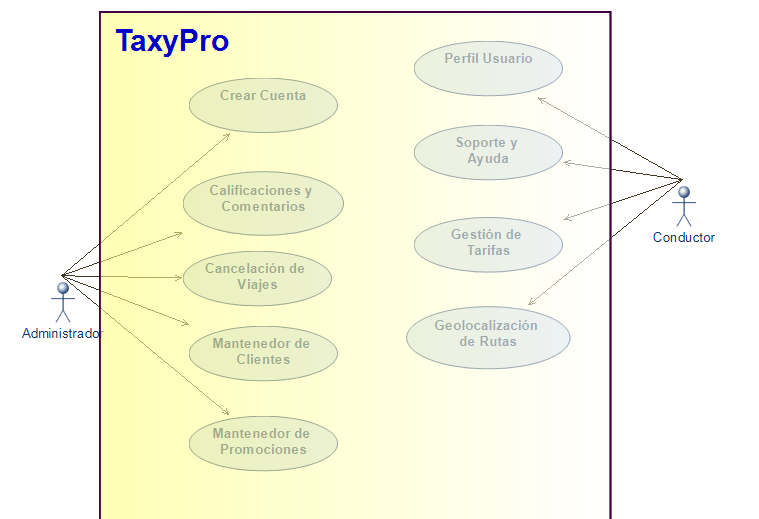 TaxyPro
Crear Cuenta
Calificaciones y
Comentarios
Cancelación de
Viajes
Mantenedor de
Clientes
Mantenedor de
Promociones
Perfil Usuario
Soporte y
Ayuda
Gestión de
Tarifas
Geolocalización
de Rutas
Administrador
Conductor